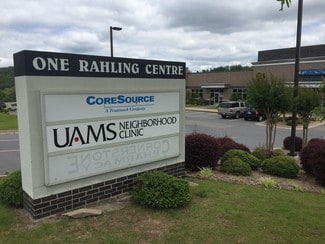 ONE RAHLING CENTRE
CORESOURCE
A Trustmark Company
UAMS NEIGHBORHOOD
CLINIC